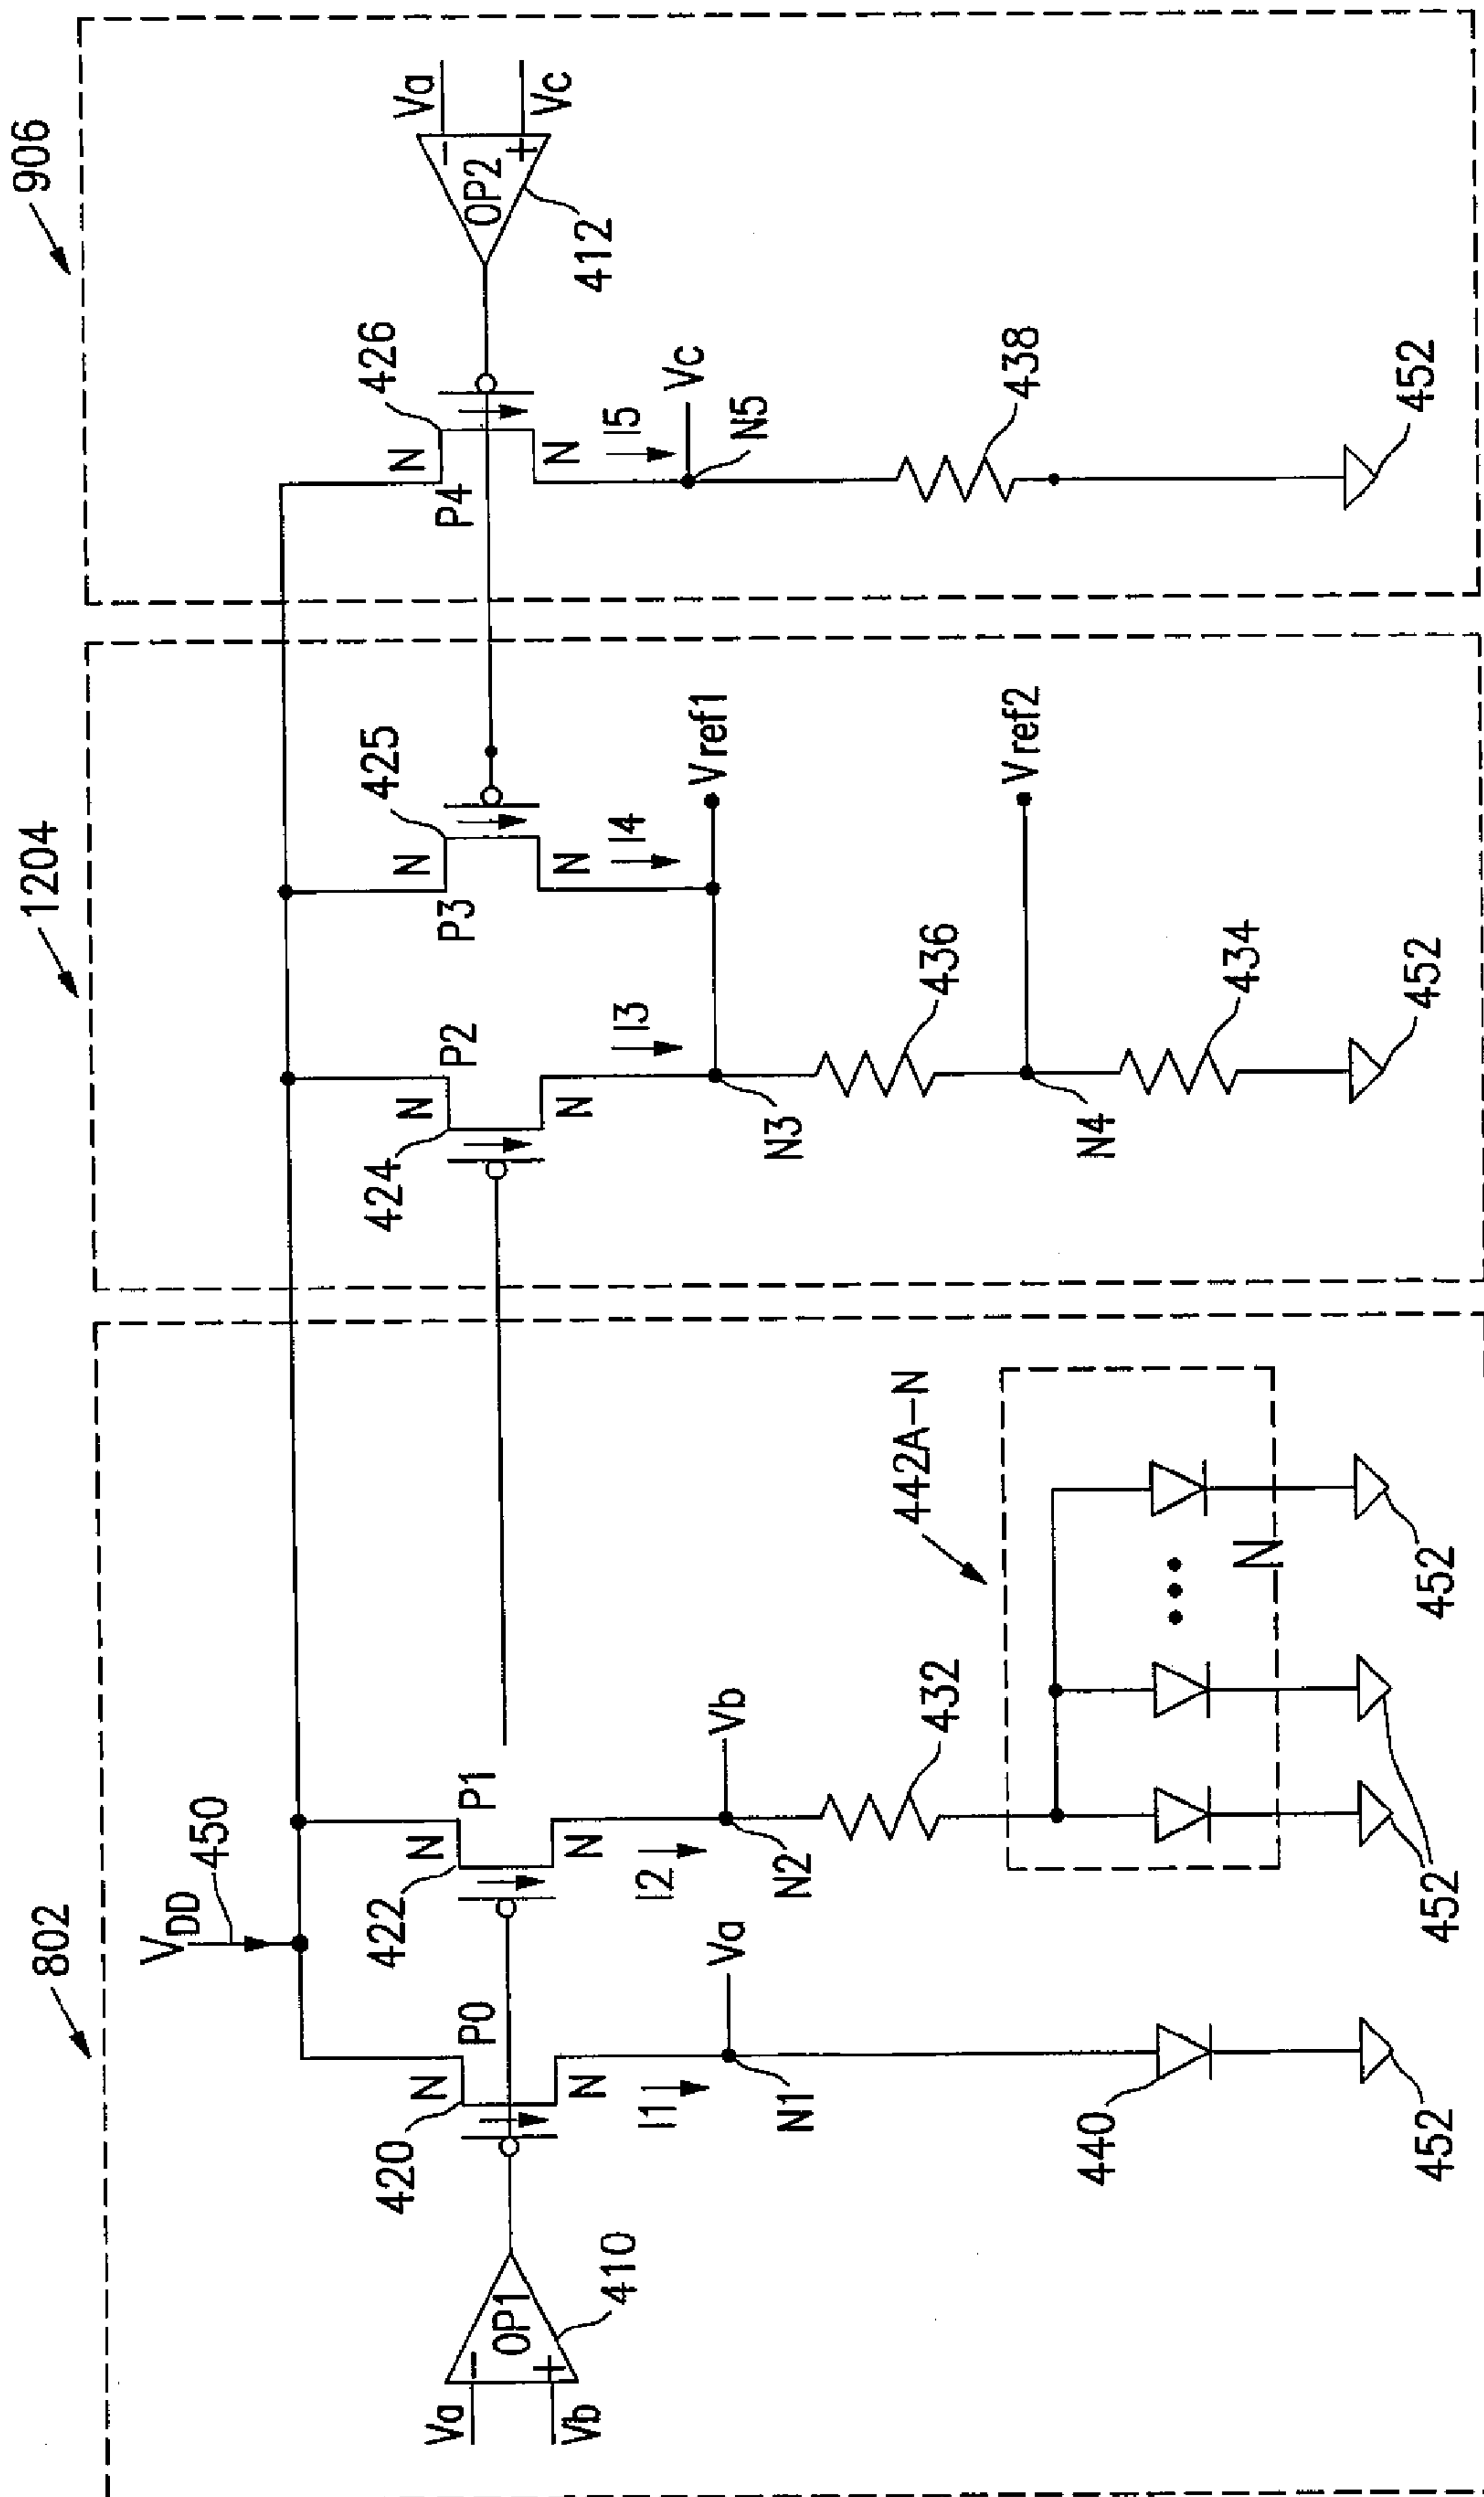 802
1204
906
VDD
450
420
P0
N
N
422
P1
N
N
424
P2
N
N
425
P3
N
N
426
P4
N
N
Va
Vb
-
+
OP1
410
Va
Vc
-
+
OP2
412
I1
I2
I3
I4
I5
Va
N1
Vb
N2
N3
Vref1
Vc
N5
432
436
438
442A-N
N4
Vref2
440
N
434
452
452
452
452
452